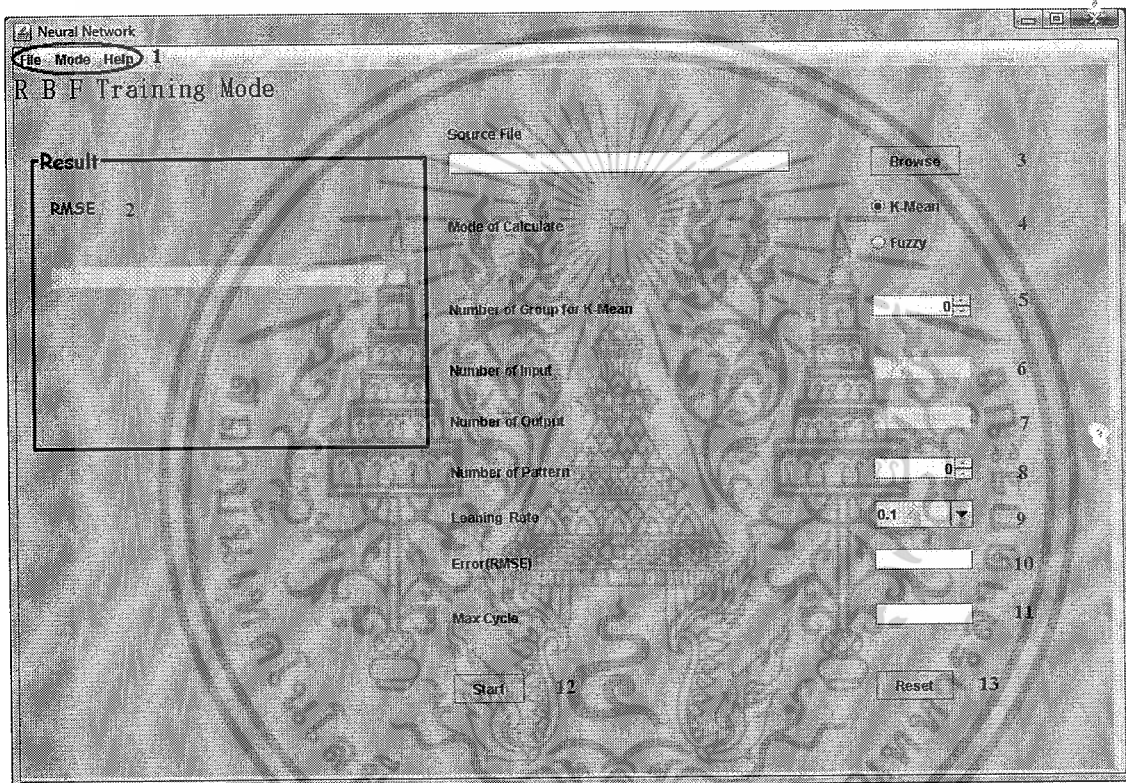 Neural Network
File Mode Help 1
R B F Training Mode
Source File
Result
Browse 3
RMSE 2
K-Mean
Mode of Calculate 4
Fuzzy
Number of Group for K-Mean 0 5
Number of Input 6
Number of Output 7
Number of Pattern 0 8
Leaning Rate 0.1 9
Error(RMSE) 10
Max Cycle 11
Start 12 Reset 13